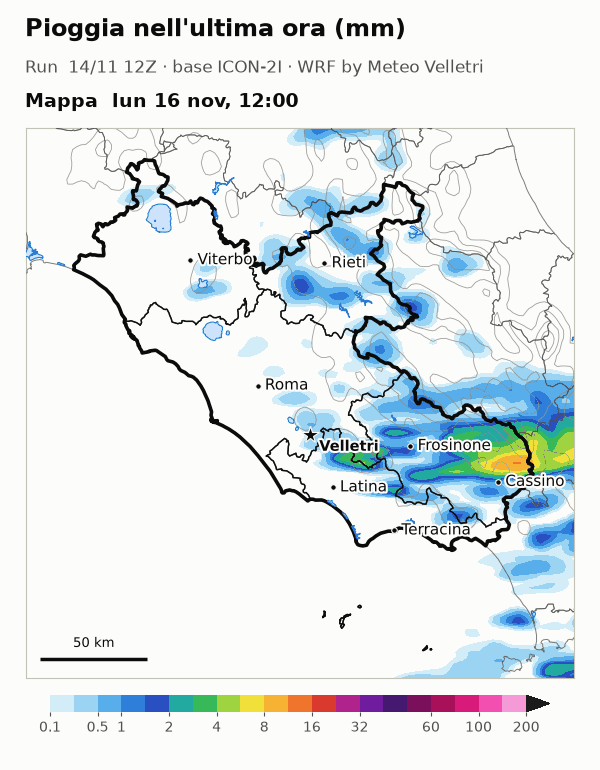 Pioggia nell'ultima ora (mm)
Run  14/11 12Z · base ICON-2I · WRF by Meteo Velletri
Mappa  lun 16 nov, 12:00
Viterbo
Rieti
Roma
Velletri
Frosinone
Cassino
Latina
Terracina
50 km
0.1 0.5 1 2 4 8 16 32 60 100 200